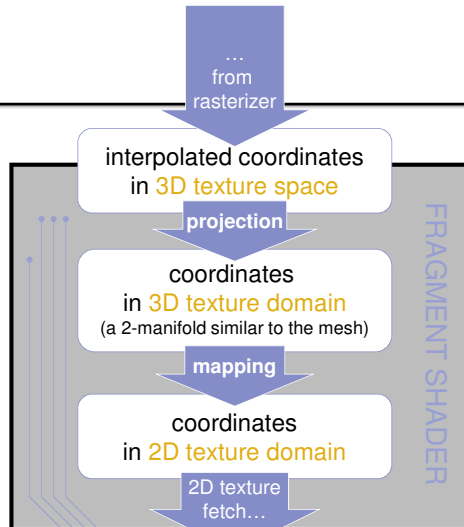 …
from
rasterizer
interpolated coordinates
in 3D texture space
projection
coordinates
in 3D texture domain
(a 2-manifold similar to the mesh)
mapping
coordinates
in 2D texture domain
2D texture
fetch…
FRAGMENT SHADER